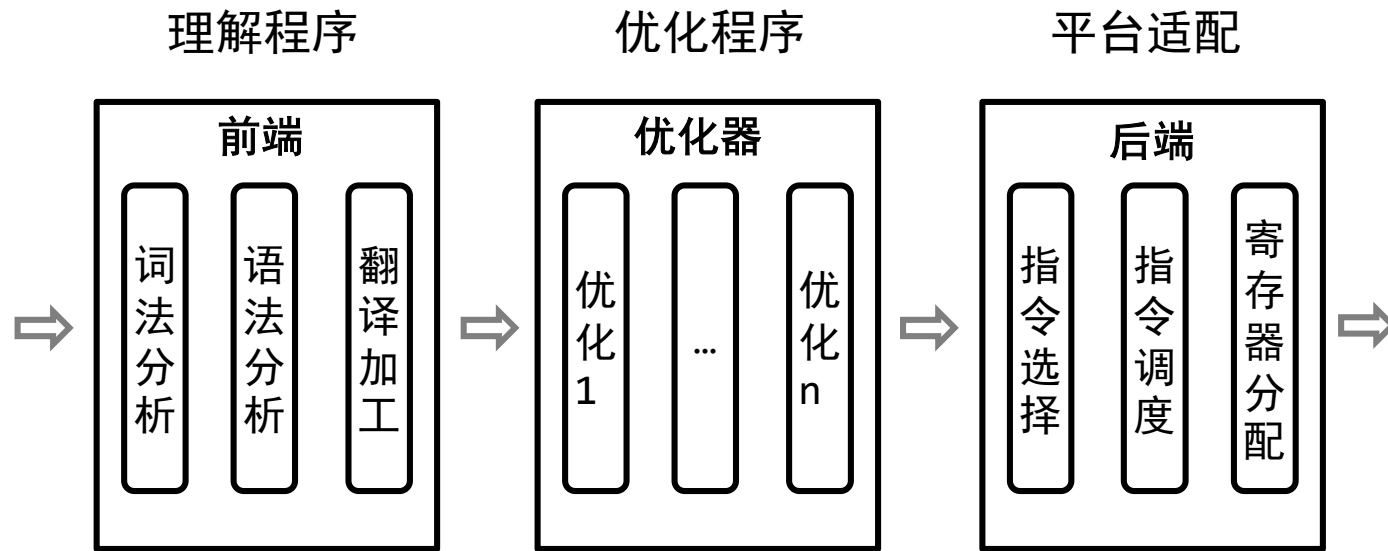 理解程序
优化程序
平台适配
前端
词法分析
语法分析
翻译加工
优化器
优化1
…
优化n
后端
指令选择
指令调度
寄存器分配